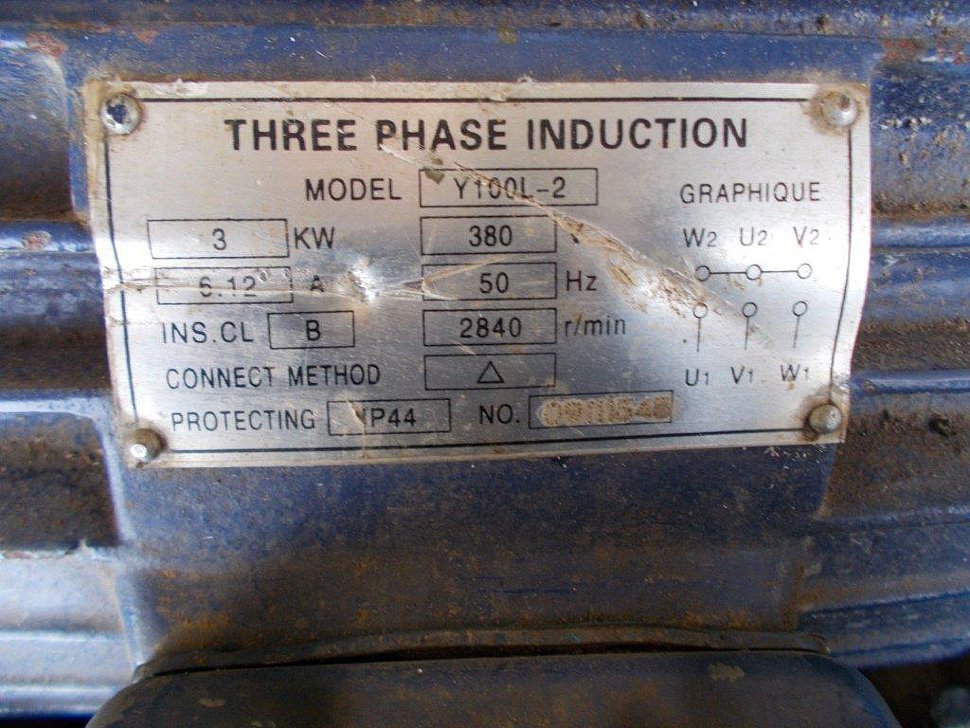 THREE PHASE INDUCTION
MODEL Y100L-2
3 KW 380 V
6.12 A 50 Hz
INS.CL B 2840 r/min
CONNECT METHOD △
PROTECTING IP44 NO.
GRAPHIQUE
W2 U2 V2
U1 V1 W1